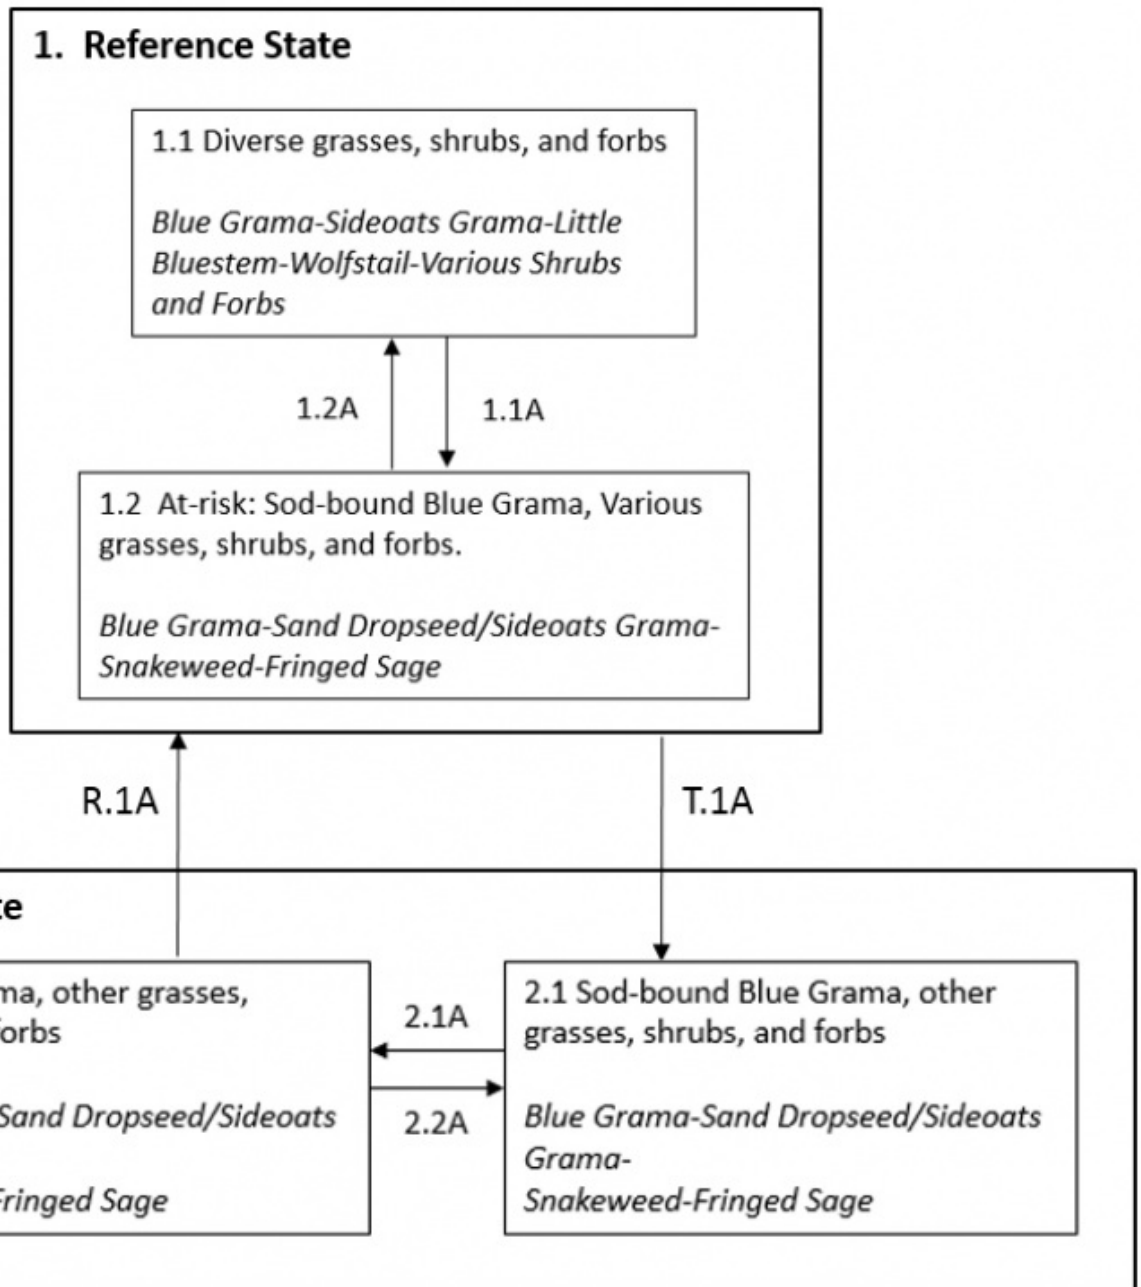 1. Reference State
1.1 Diverse grasses, shrubs, and forbs
Blue Grama-Sideoats Grama-Little
Bluestem-Wolfstail-Various Shrubs
and Forbs
1.2A
1.1A
1.2 At-risk: Sod-bound Blue Grama, Various
grasses, shrubs, and forbs.
Blue Grama-Sand Dropseed/Sideoats Grama-
Snakeweed-Fringed Sage
R.1A
T.1A
te
ma, other grasses,
forbs
Sand Dropseed/Sideoats
Fringed Sage
2.1A
2.2A
2.1 Sod-bound Blue Grama, other
grasses, shrubs, and forbs
Blue Grama-Sand Dropseed/Sideoats
Grama-
Snakeweed-Fringed Sage